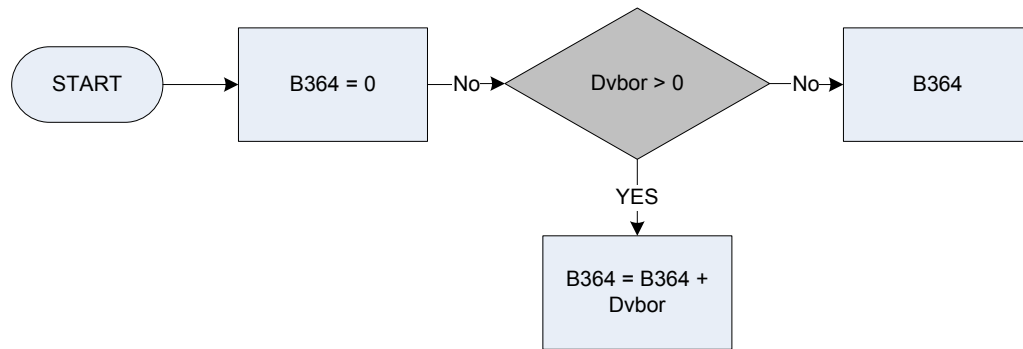 START
B364 = 0
No
Dvbor > 0
No
B364
YES
B364 = B364 +
Dvbor